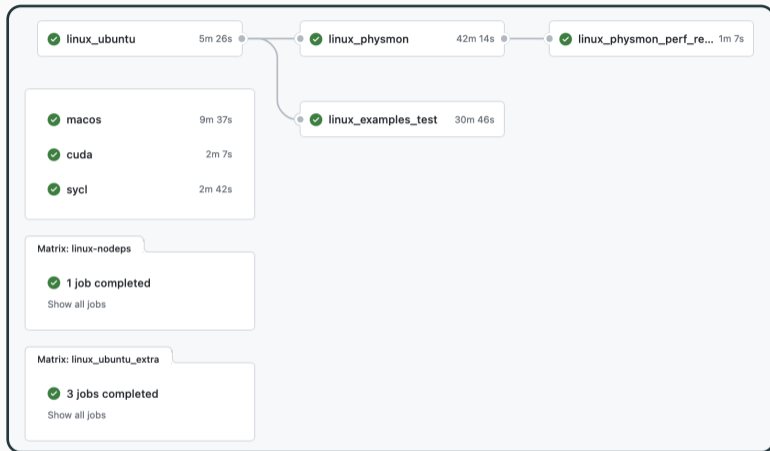 linux_ubuntu 5m 26s
linux_physmon 42m 14s
linux_physmon_perf_re... 1m 7s
linux_examples_test 30m 46s
macos 9m 37s
cuda 2m 7s
sycl 2m 42s
Matrix: linux-nodeps
1 job completed
Show all jobs
Matrix: linux_ubuntu_extra
3 jobs completed
Show all jobs